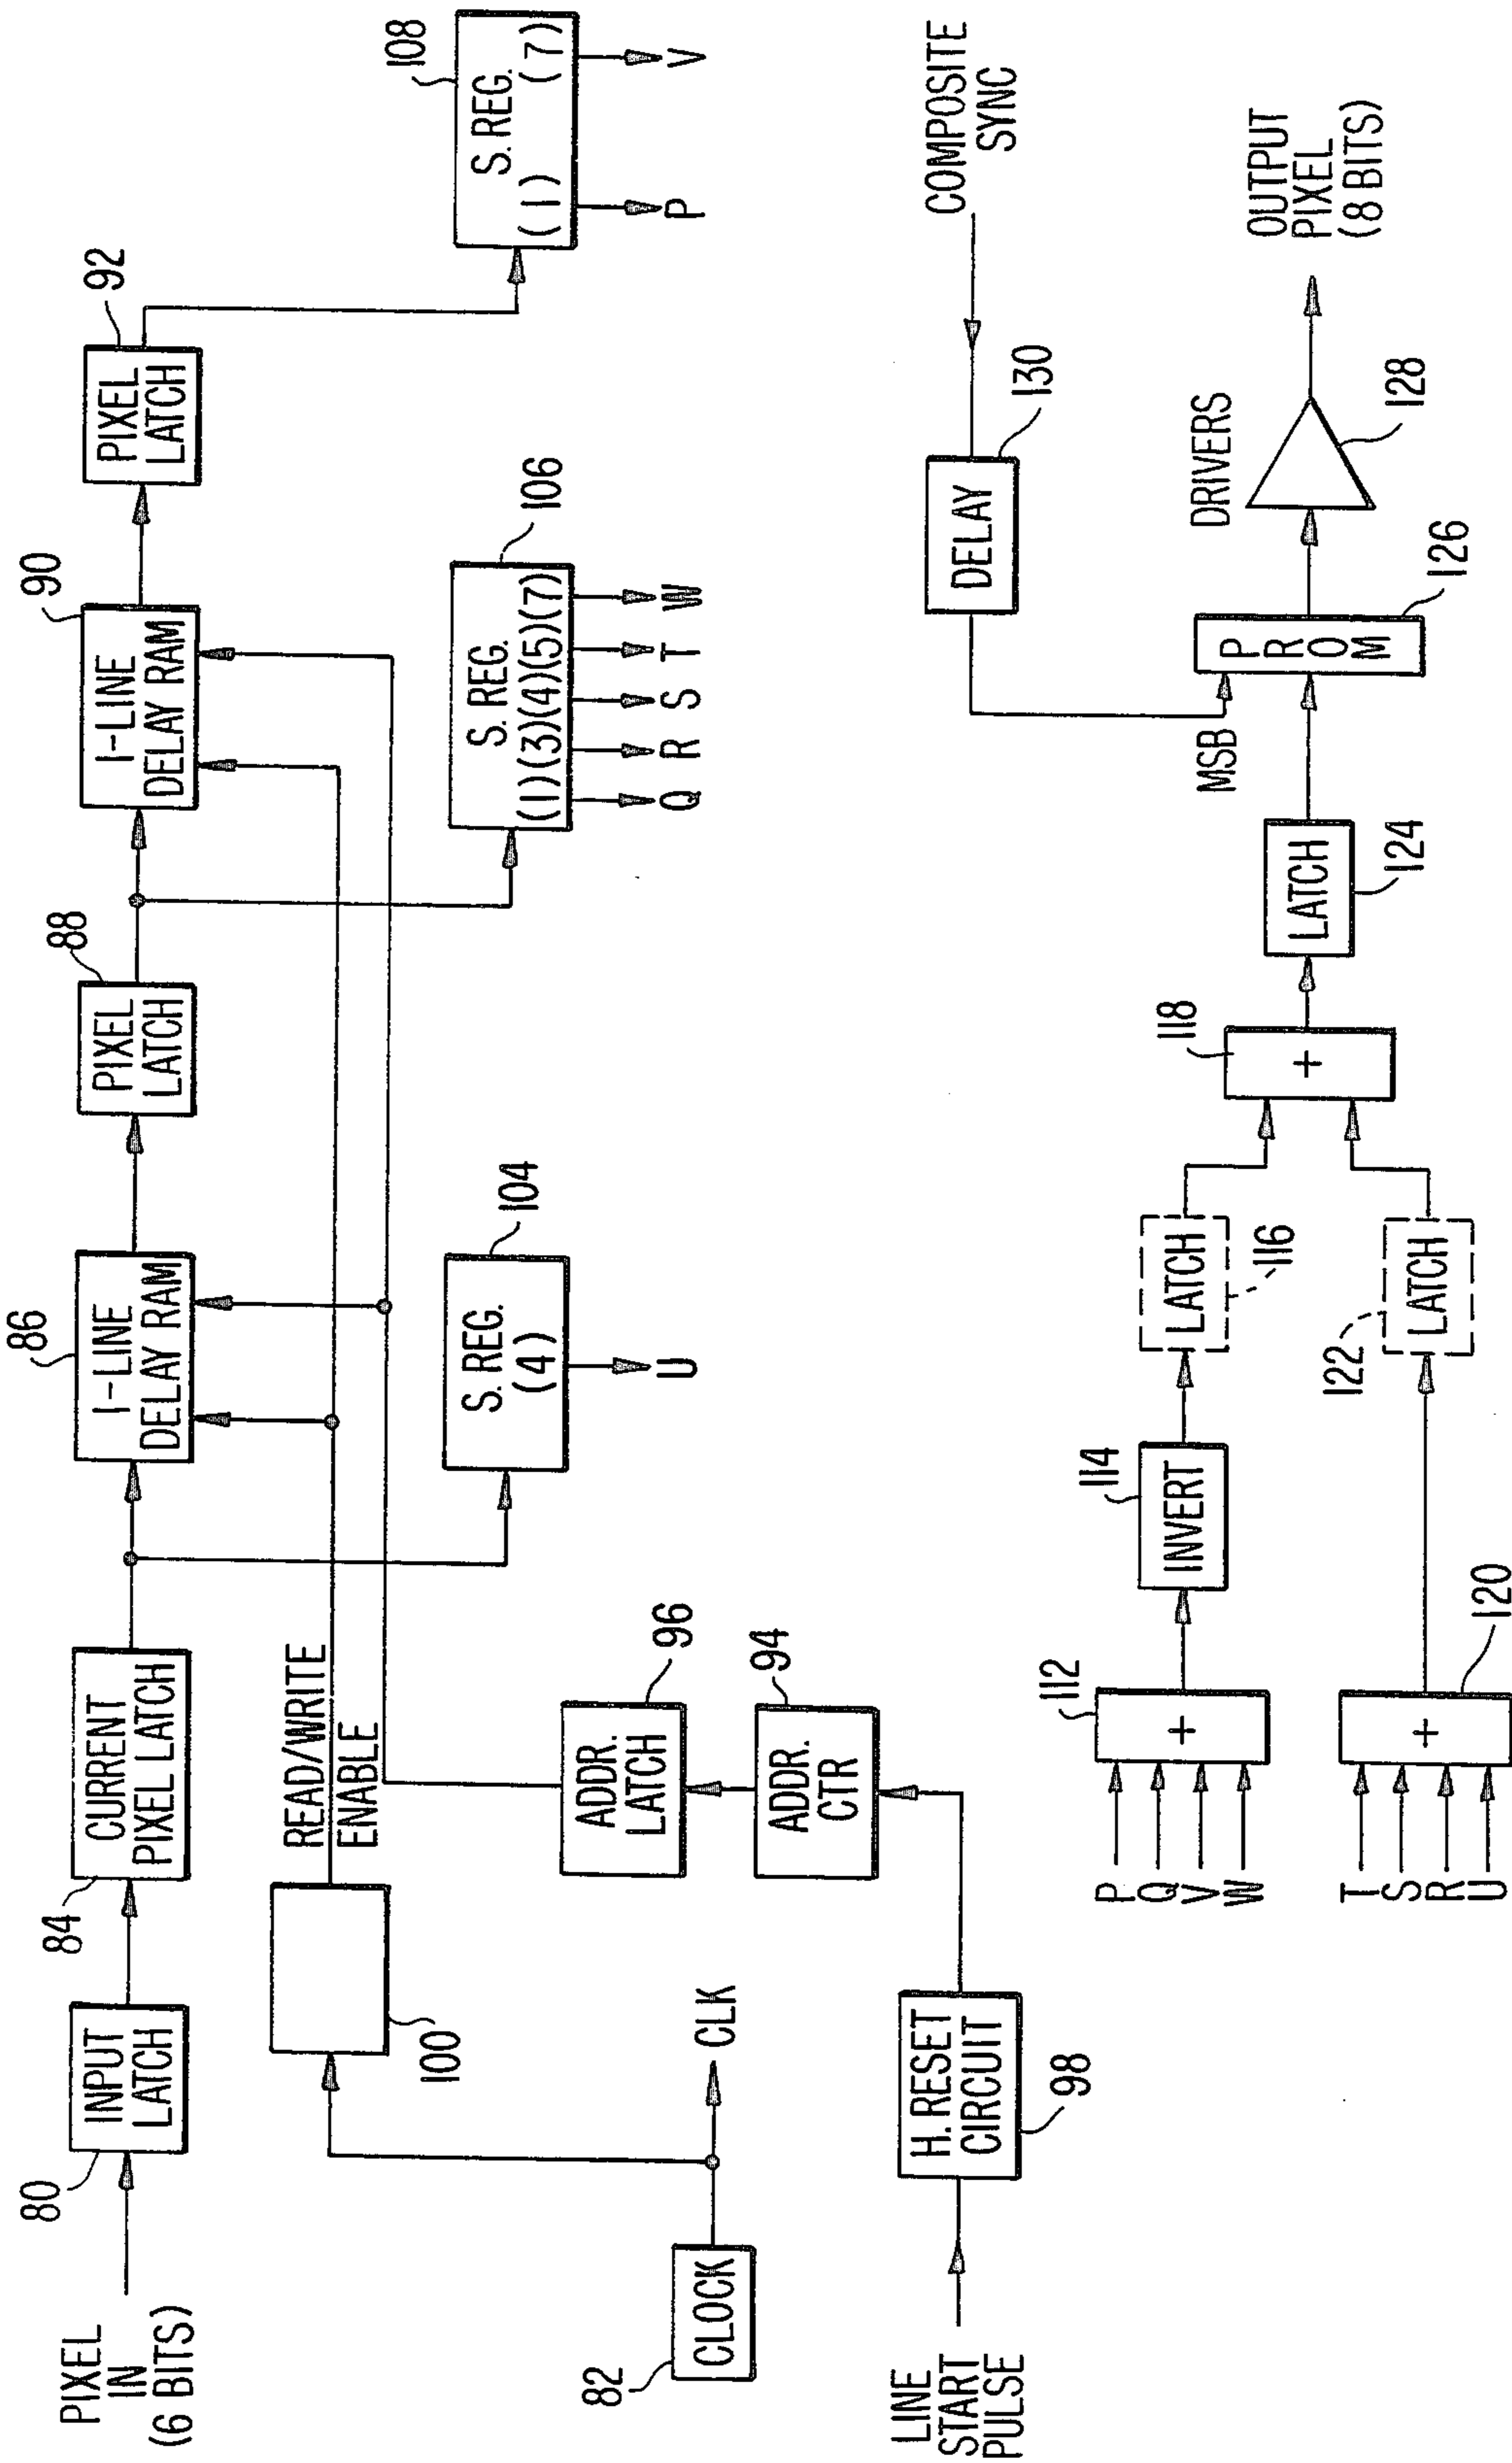 PIXEL
IN
(6 BITS)
80
INPUT
LATCH
84
CURRENT
PIXEL LATCH
86
1-LINE
DELAY RAM
88
PIXEL
LATCH
90
1-LINE
DELAY RAM
92
PIXEL
LATCH
100
READ/WRITE
ENABLE
82
CLOCK
CLK
96
ADDR.
LATCH
94
ADDR.
CTR
LINE
START
PULSE
H. RESET
CIRCUIT
98
104
S. REG.
(4)
U
106
S. REG.
(1)(3)(4)(5)(7)
Q R S T W
108
S. REG.
(1) (7)
P V
P
Q
V
W
112
+
114
INVERT
LATCH
116
T
S
R
U
120
+
122
LATCH
118
+
LATCH
124
MSB
PROM
126
DELAY
130
COMPOSITE
SYNC
DRIVERS
128
OUTPUT
PIXEL
(8 BITS)